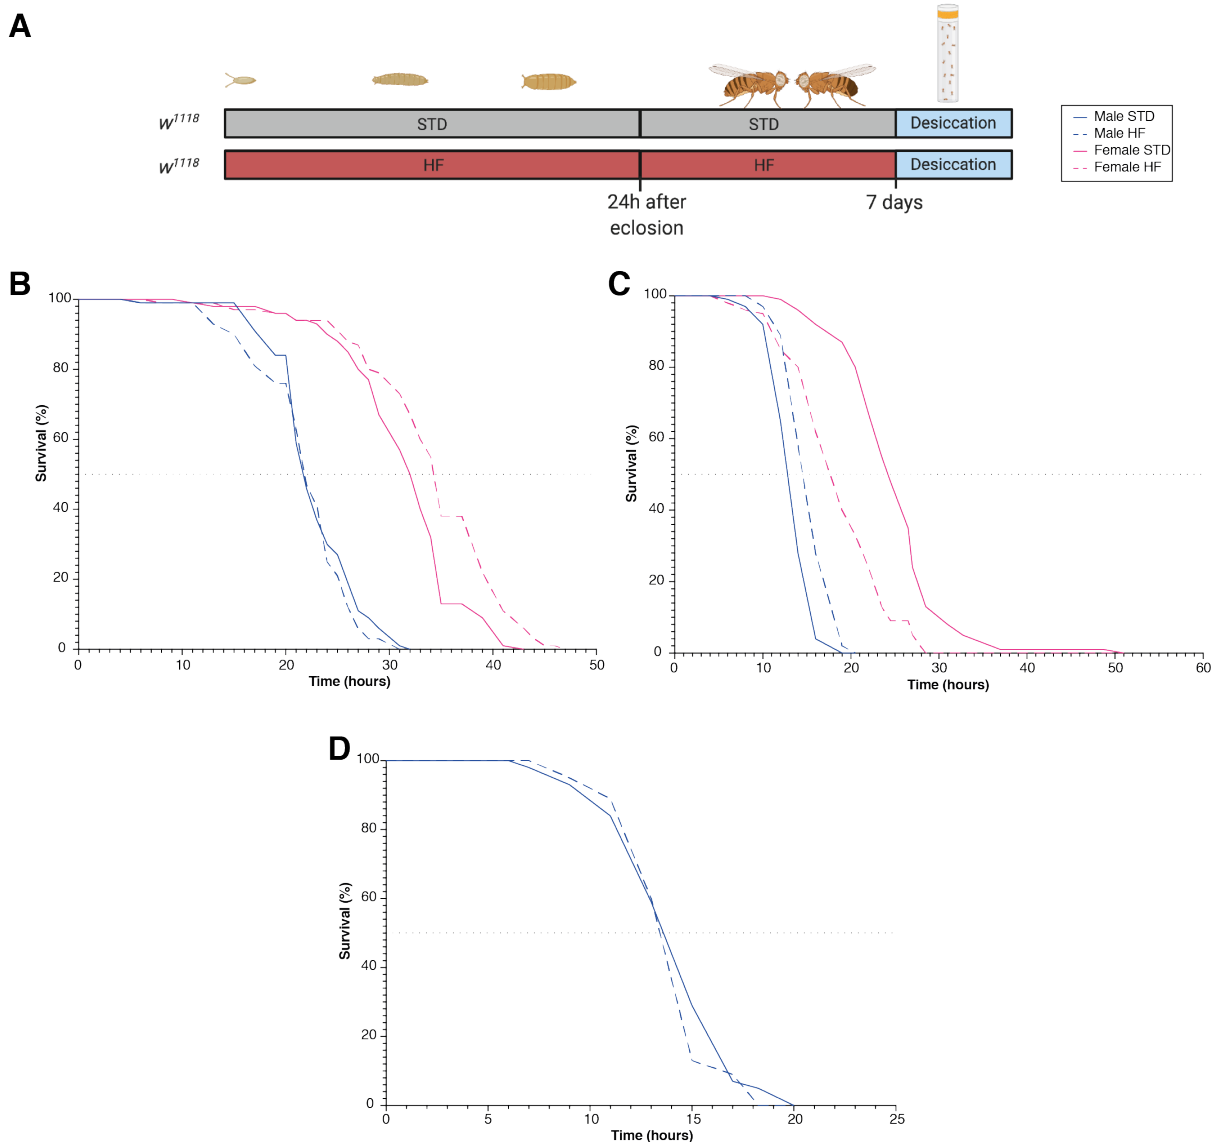 A
w1118 STD STD Desiccation
w1118 HF HF Desiccation
24h after
eclosion
7 days
Male STD
Male HF
Female STD
Female HF
B
100
80
60
40
20
0
Survival (%)
0 10 20 30 40 50
Time (hours)
C
100
80
60
40
20
0
Survival (%)
0 10 20 30 40 50 60
Time (hours)
D
100
80
60
40
20
0
Survival (%)
0 5 10 15 20 25
Time (hours)